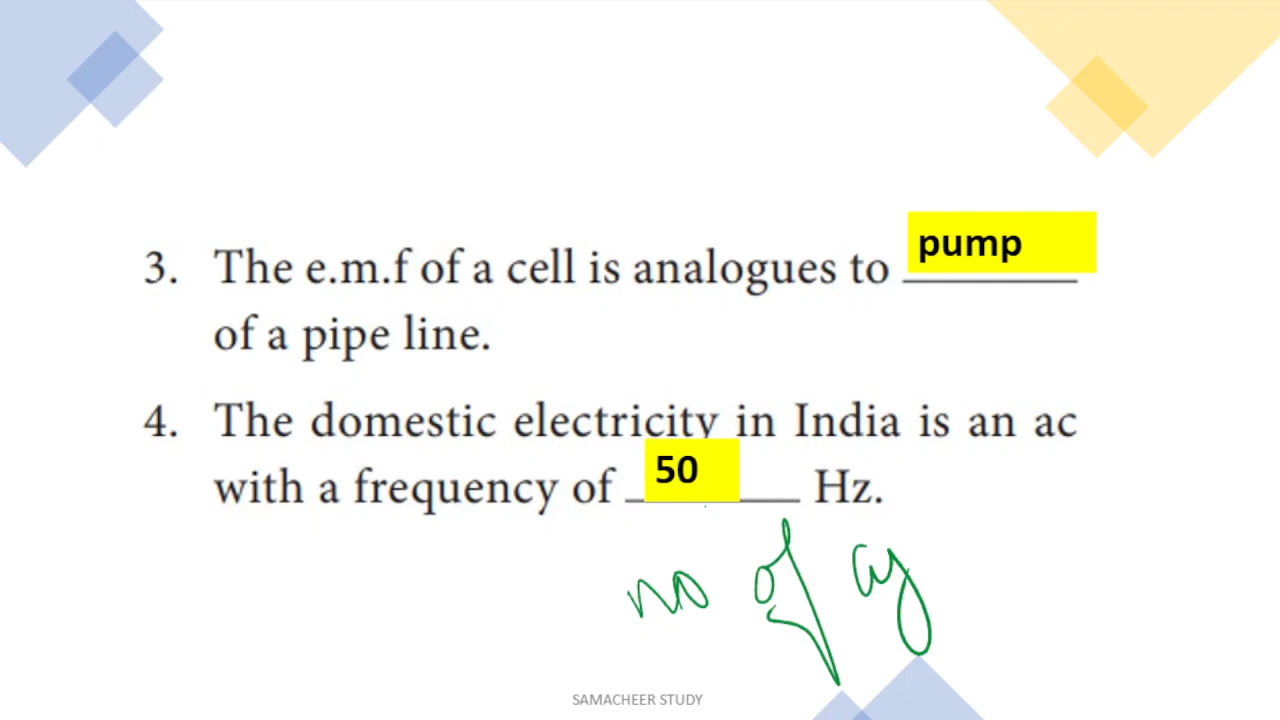 3. The e.m.f of a cell is analogues to pump
of a pipe line.
4. The domestic electricity in India is an ac
with a frequency of 50 Hz.
no of cy
SAMACHEER STUDY